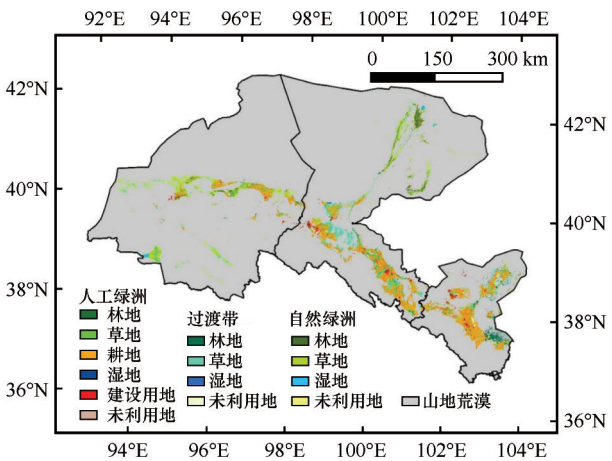 92°E 94°E 96°E 98°E 100°E 102°E 104°E
0 150 300 km
42°N
42°N
40°N
40°N
38°N
38°N
36°N
36°N
人工绿洲
林地
草地
耕地
湿地
建设用地
未利用地
过渡带
林地
草地
湿地
未利用地
自然绿洲
林地
草地
湿地
未利用地
山地荒漠
94°E 96°E 98°E 100°E 102°E 104°E